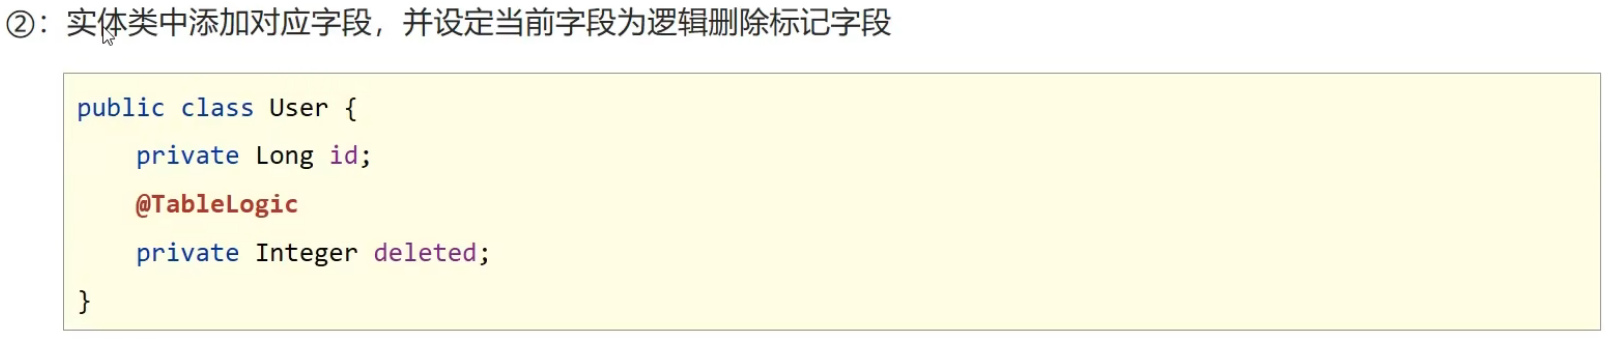 ②：实体类中添加对应字段，并设定当前字段为逻辑删除标记字段
public class User {
    private Long id;
    @TableLogic
    private Integer deleted;
}